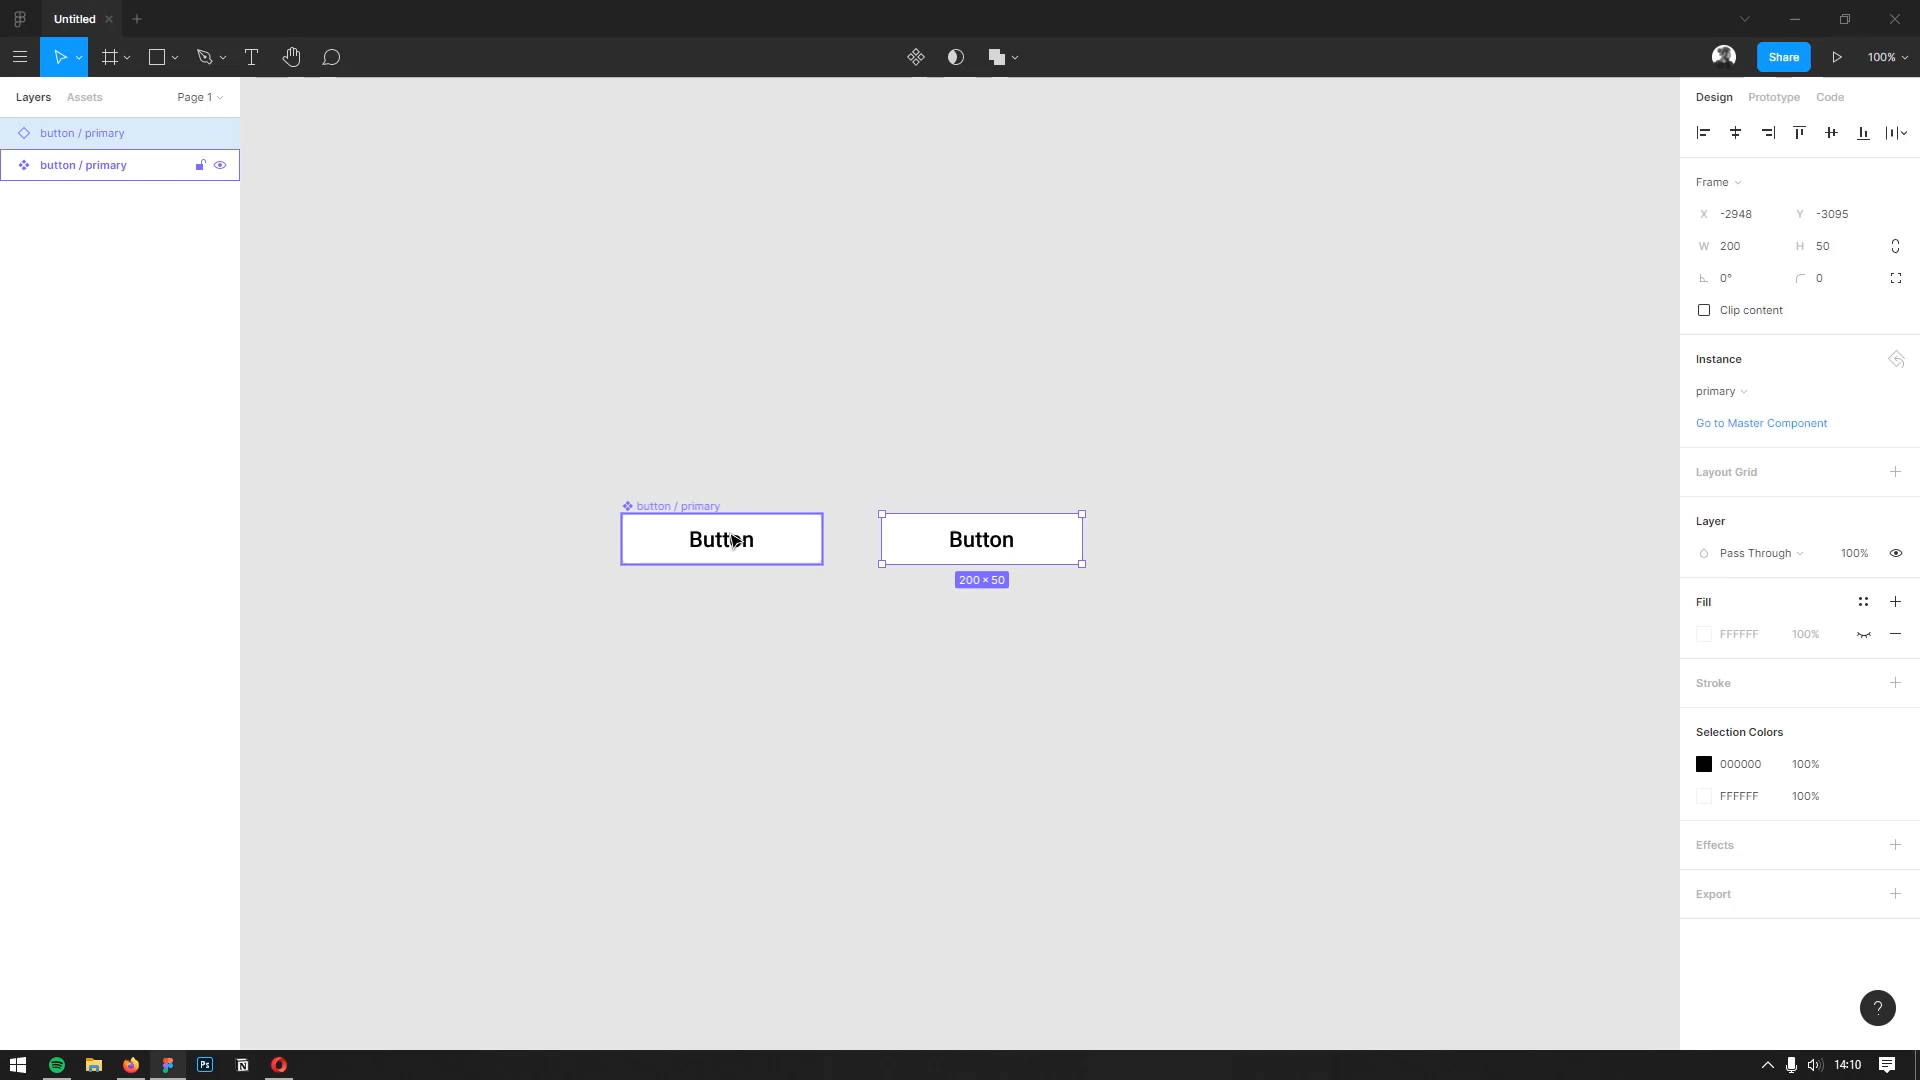 Untitled
Share
100%
Layers
Assets
Page 1
Design
Prototype
Code
button / primary
button / primary
Frame
X -2948
Y -3095
W 200
H 50
0°
0
Clip content
Instance
primary
Go to Master Component
Layout Grid
button / primary
Button
Button
200 × 50
Layer
Pass Through
100%
Fill
FFFFFF
100%
Stroke
Selection Colors
000000
100%
FFFFFF
100%
Effects
Export
?
Ps
14:10